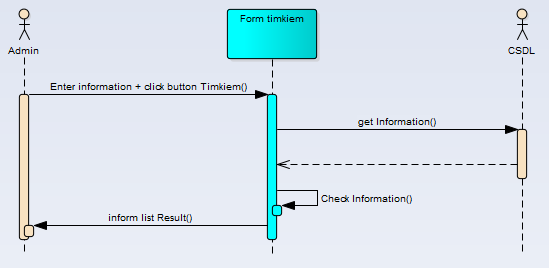 Form timkiem
Admin
CSDL
Enter information + click button Timkiem()
get Information()
Check Information()
inform list Result()